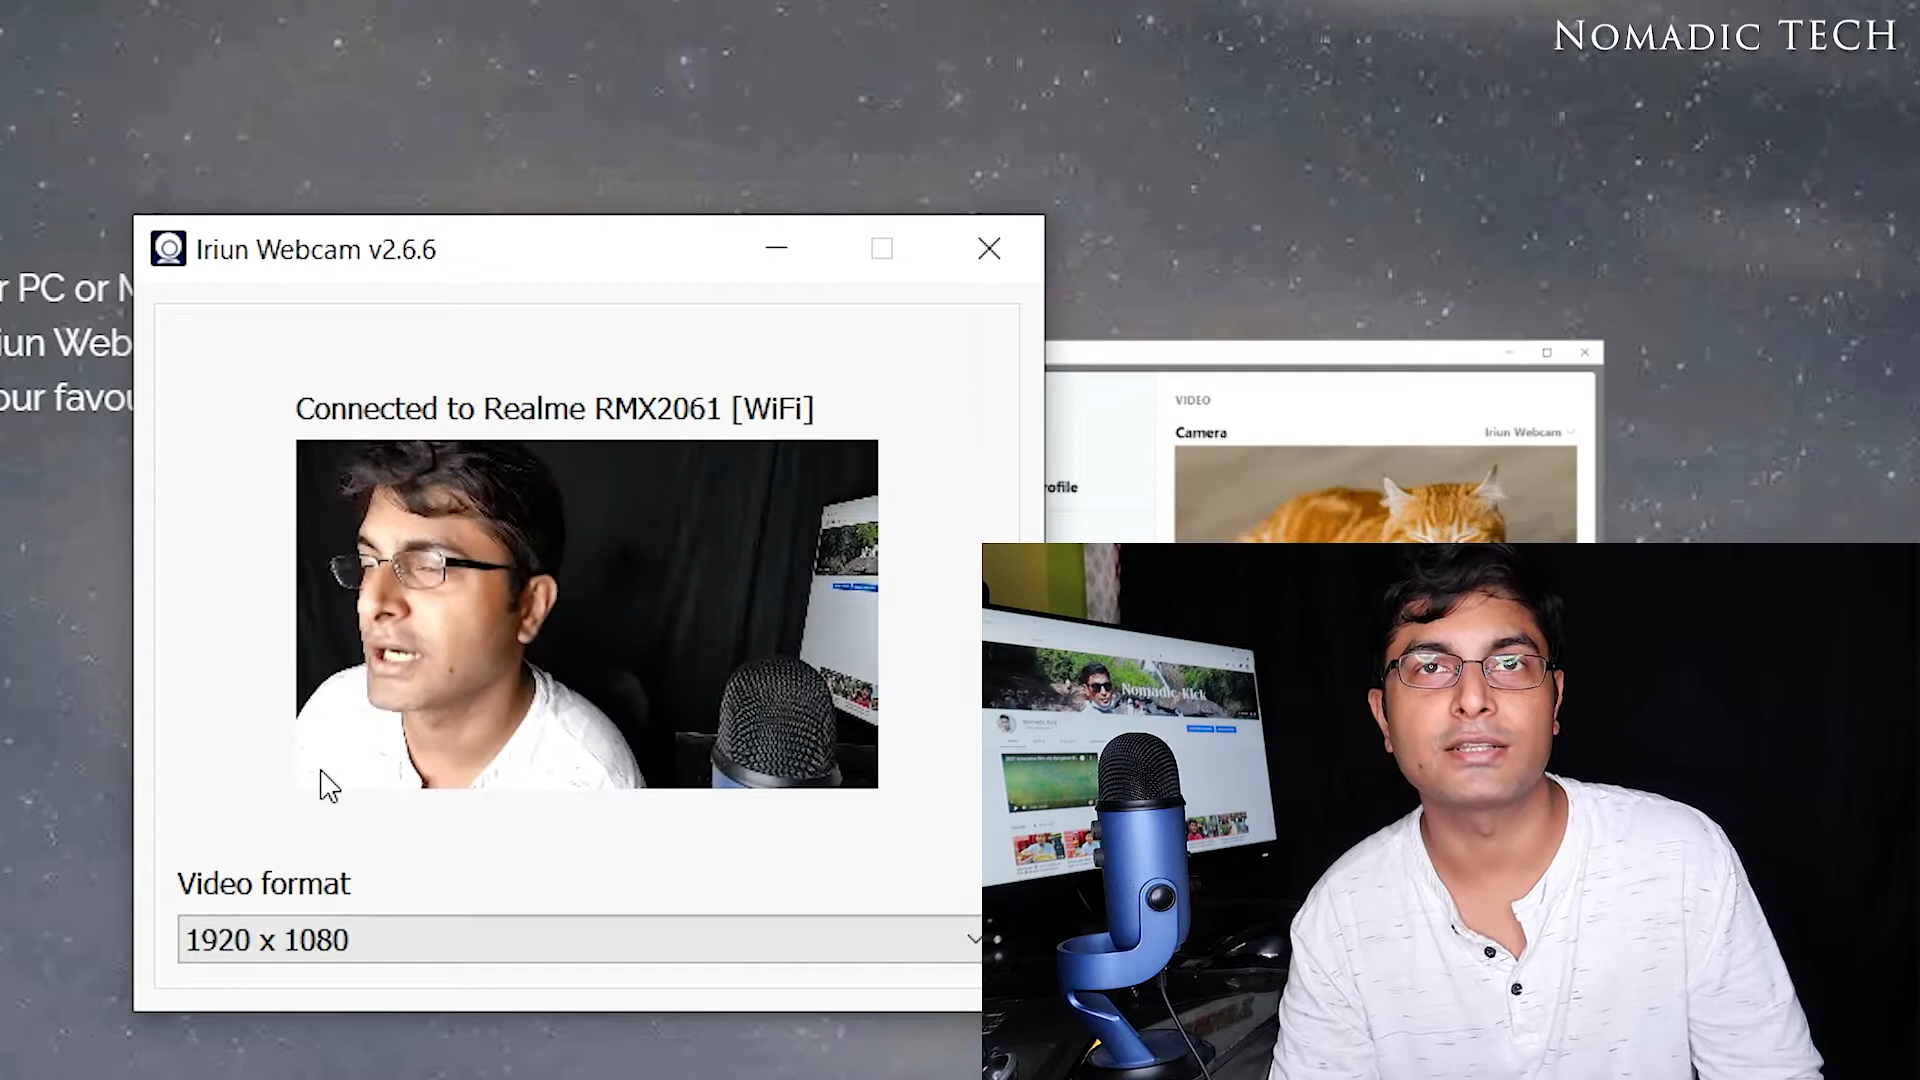 NOMADIC TECH
Iriun Webcam v2.6.6
r PC or M
iun Web
our favou
Connected to Realme RMX2061 [WiFi]
VIDEO
Camera
Iriun Webcam
rofile
Nomadic Kick
Video format
1920 x 1080